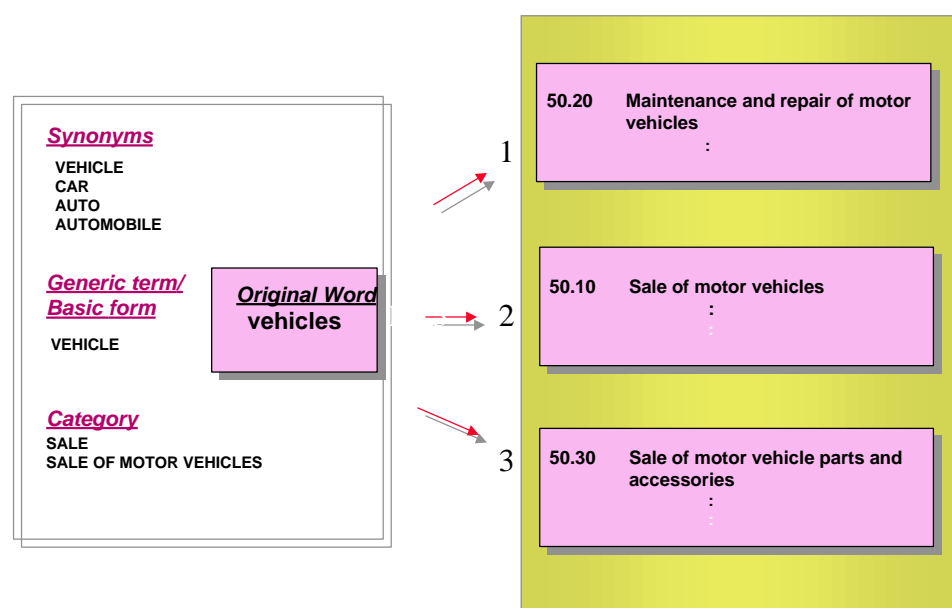 Synonyms
VEHICLE
CAR
AUTO
AUTOMOBILE
Generic term/
Basic form
VEHICLE
Original Word
vehicles
Category
SALE
SALE OF MOTOR VEHICLES
1
50.20 Maintenance and repair of motor
vehicles
:
2
50.10 Sale of motor vehicles
:
:
3
50.30 Sale of motor vehicle parts and
accessories
:
: